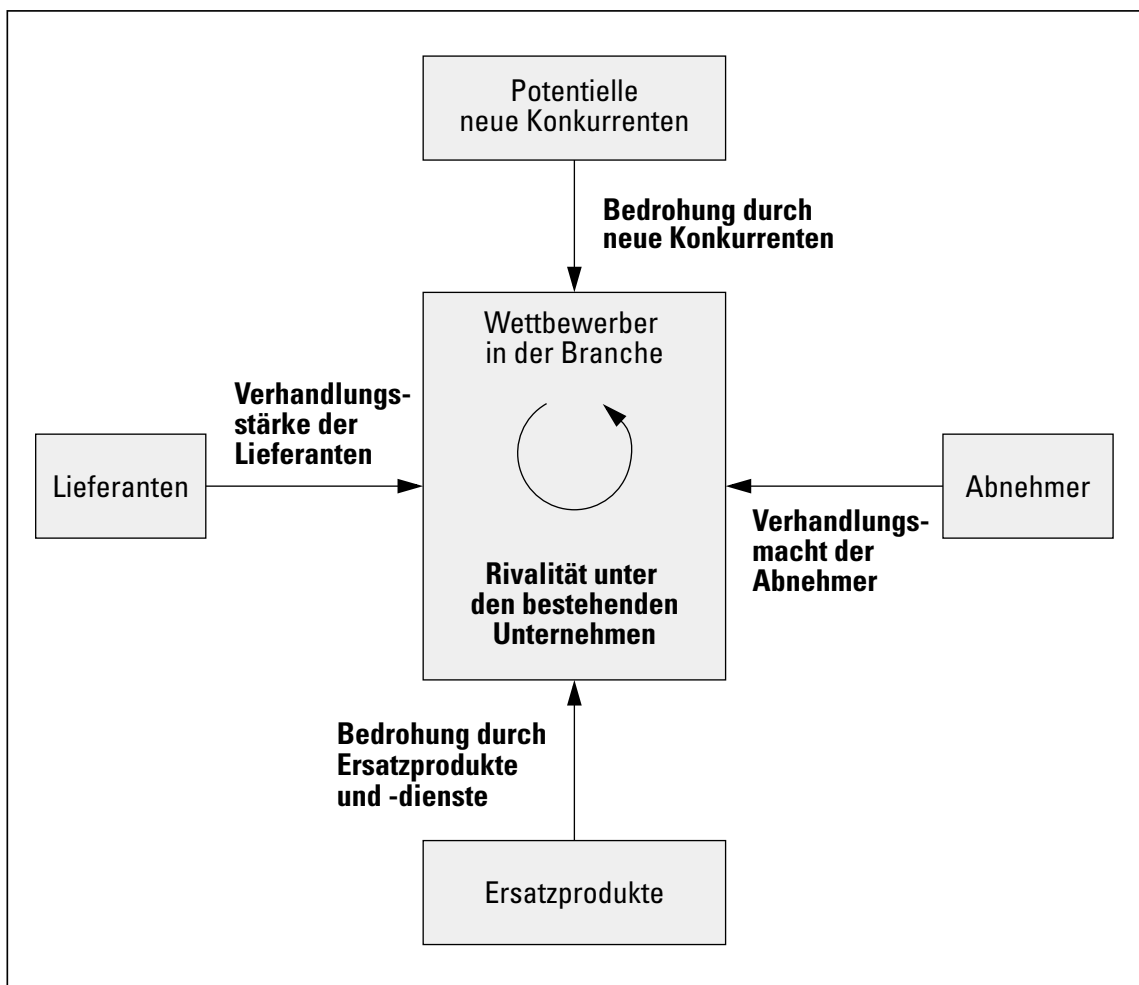 Potentielle
neue Konkurrenten
Bedrohung durch
neue Konkurrenten
Wettbewerber
in der Branche
Verhandlungs-
stärke der
Lieferanten
Lieferanten
Abnehmer
Verhandlungs-
macht der
Abnehmer
Rivalität unter
den bestehenden
Unternehmen
Bedrohung durch
Ersatzprodukte
und -dienste
Ersatzprodukte